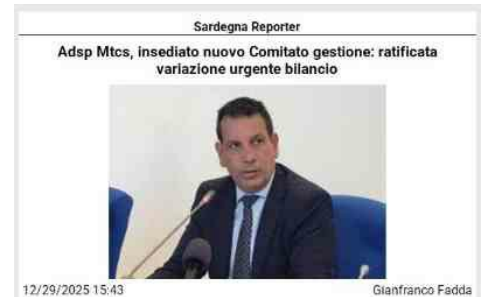 Sardegna Reporter
Adsp Mtcs, insediato nuovo Comitato gestione: ratificata
variazione urgente bilancio
12/29/2025 15:43
Gianfranco Fadda